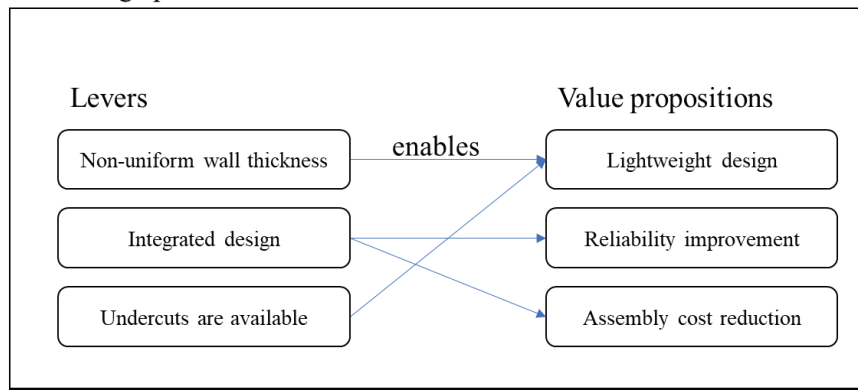 Levers
Value propositions
Non-uniform wall thickness
enables
Lightweight design
Integrated design
Reliability improvement
Undercuts are available
Assembly cost reduction